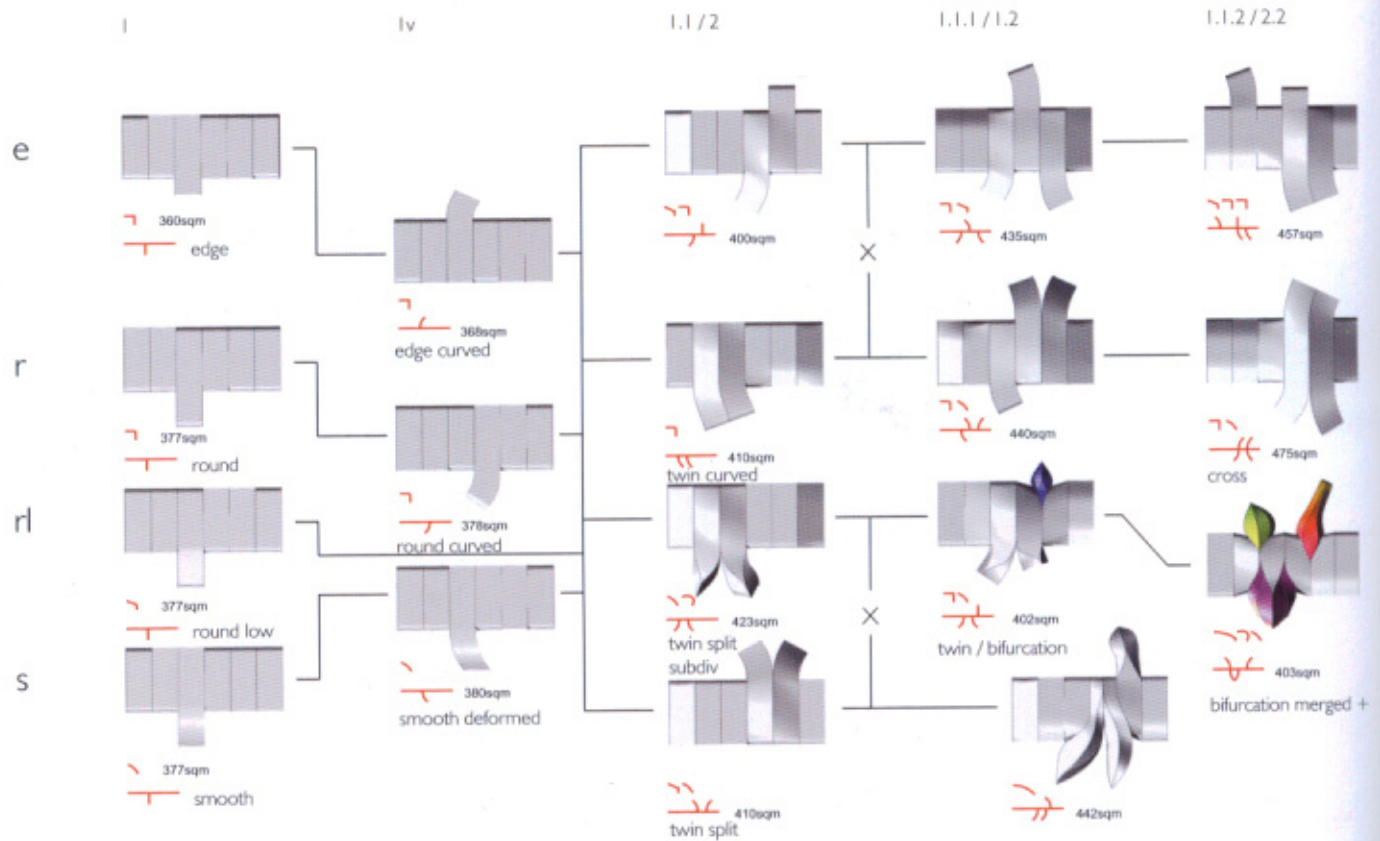 1
1v
1.1 / 2
1.1.1 / 1.2
1.1.2 / 2.2
e
360sqm
edge
368sqm
edge curved
400sqm
435sqm
457sqm
r
377sqm
round
378sqm
round curved
410sqm
twin curved
440sqm
475sqm
cross
rl
377sqm
round low
423sqm
twin split
subdiv
402sqm
twin / bifurcation
403sqm
bifurcation merged +
s
377sqm
smooth
380sqm
smooth deformed
410sqm
twin split
442sqm